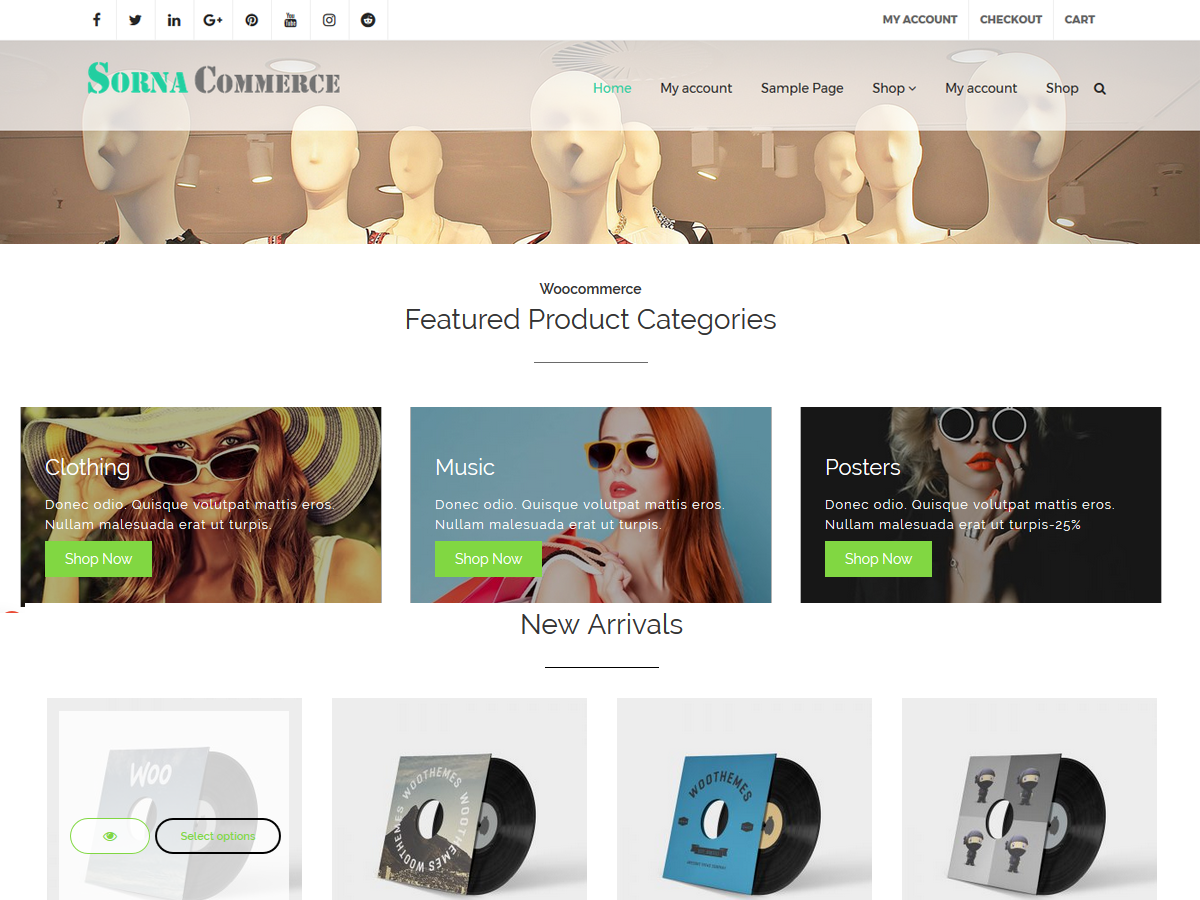 MY ACCOUNT CHECKOUT CART
SORNA COMMERCE
Home My account Sample Page Shop My account Shop
Woocommerce
Featured Product Categories
Clothing
Donec odio. Quisque volutpat mattis eros.
Nullam malesuada erat ut turpis.
Shop Now
Music
Donec odio. Quisque volutpat mattis eros.
Nullam malesuada erat ut turpis.
Shop Now
Posters
Donec odio. Quisque volutpat mattis eros.
Nullam malesuada erat ut turpis-25%
Shop Now
New Arrivals
WOO
Select options
WOOTHEMES WOOTHEMES WOOTHEMES
WOOTHEMES